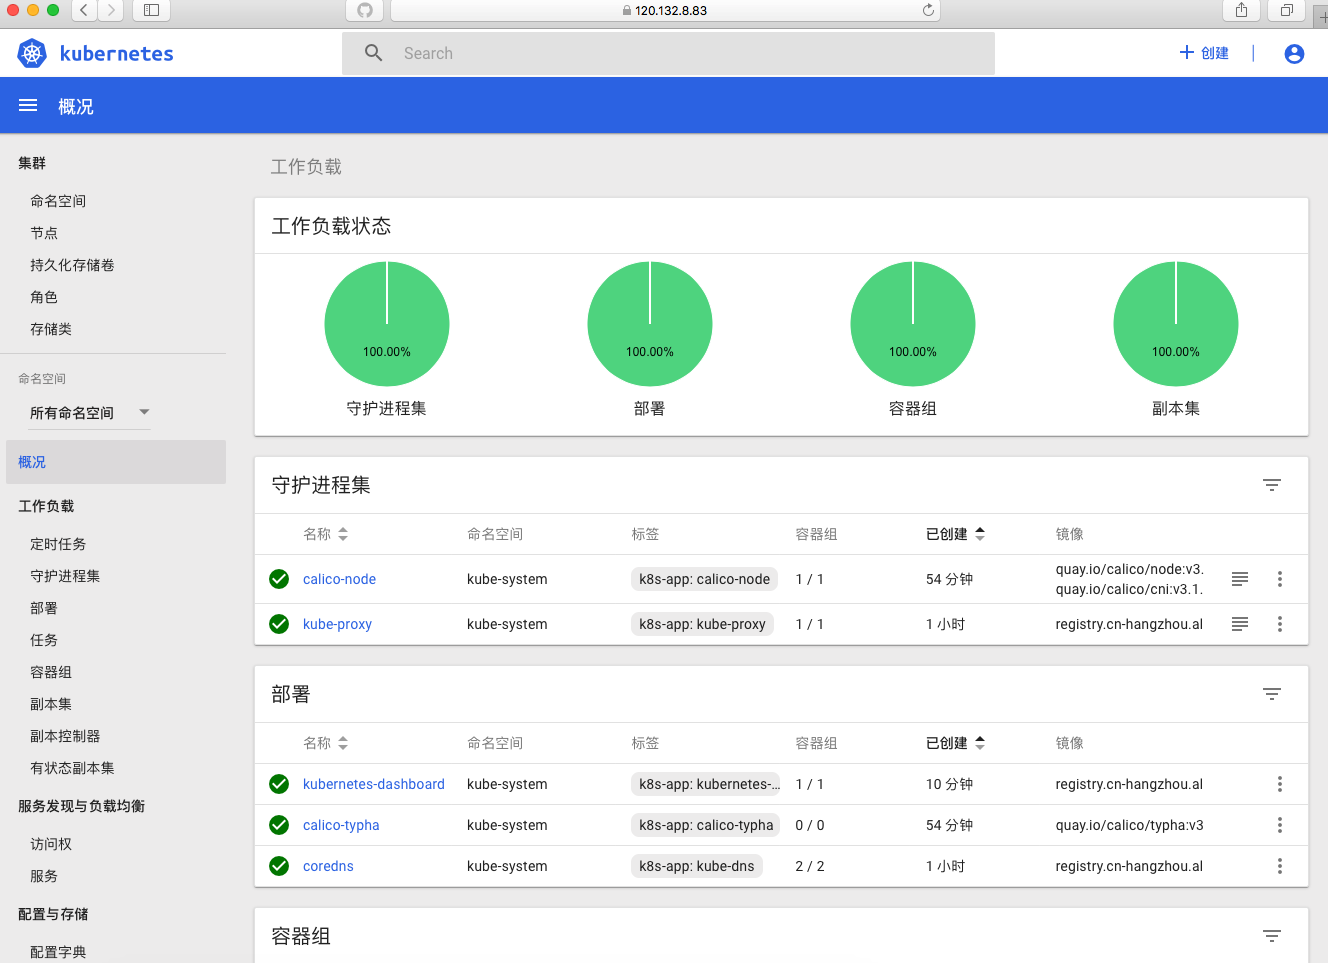 120.132.8.83
kubernetes
Search
创建
概况
集群
命名空间
节点
持久化存储卷
角色
存储类
命名空间
所有命名空间
概况
工作负载
定时任务
守护进程集
部署
任务
容器组
副本集
副本控制器
有状态副本集
服务发现与负载均衡
访问权
服务
配置与存储
配置字典
工作负载
工作负载状态
100.00% 100.00% 100.00% 100.00%
守护进程集 部署 容器组 副本集
守护进程集
名称 命名空间 标签 容器组 已创建 镜像
calico-node kube-system k8s-app: calico-node 1 / 1 54 分钟 quay.io/calico/node:v3.
quay.io/calico/cni:v3.1.
kube-proxy kube-system k8s-app: kube-proxy 1 / 1 1 小时 registry.cn-hangzhou.al
部署
名称 命名空间 标签 容器组 已创建 镜像
kubernetes-dashboard kube-system k8s-app: kubernetes-... 1 / 1 10 分钟 registry.cn-hangzhou.al
calico-typha kube-system k8s-app: calico-typha 0 / 0 54 分钟 quay.io/calico/typha:v3
coredns kube-system k8s-app: kube-dns 2 / 2 1 小时 registry.cn-hangzhou.al
容器组